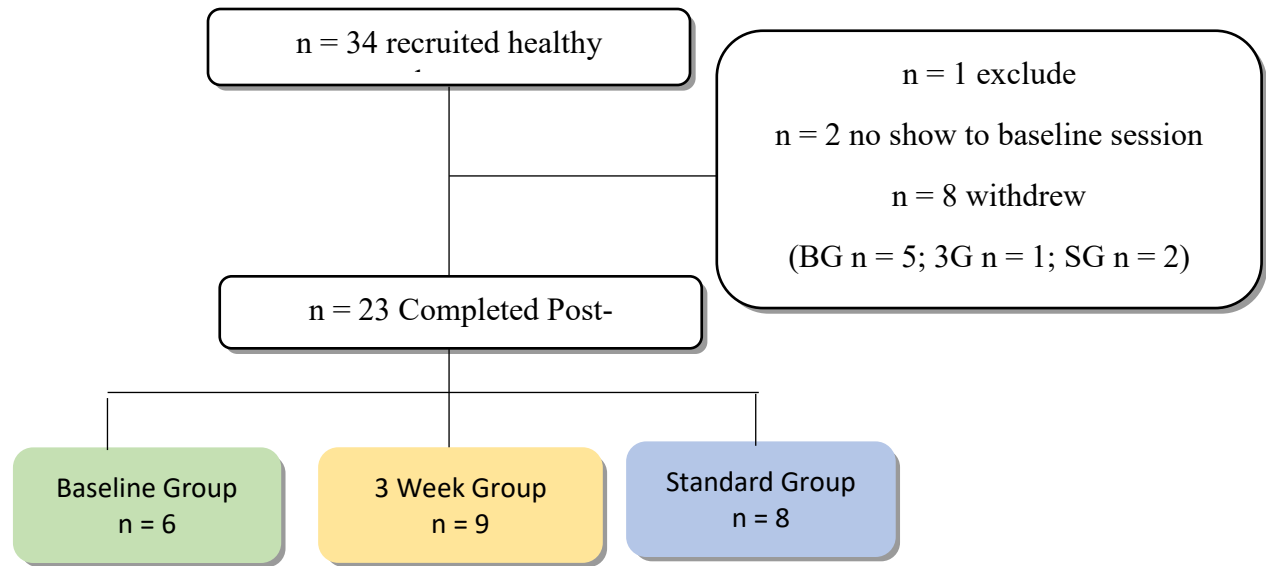 n = 34 recruited healthy
n = 1 exclude
n = 2 no show to baseline session
n = 8 withdrew
(BG n = 5; 3G n = 1; SG n = 2)
n = 23 Completed Post-
Baseline Group
n = 6
3 Week Group
n = 9
Standard Group
n = 8